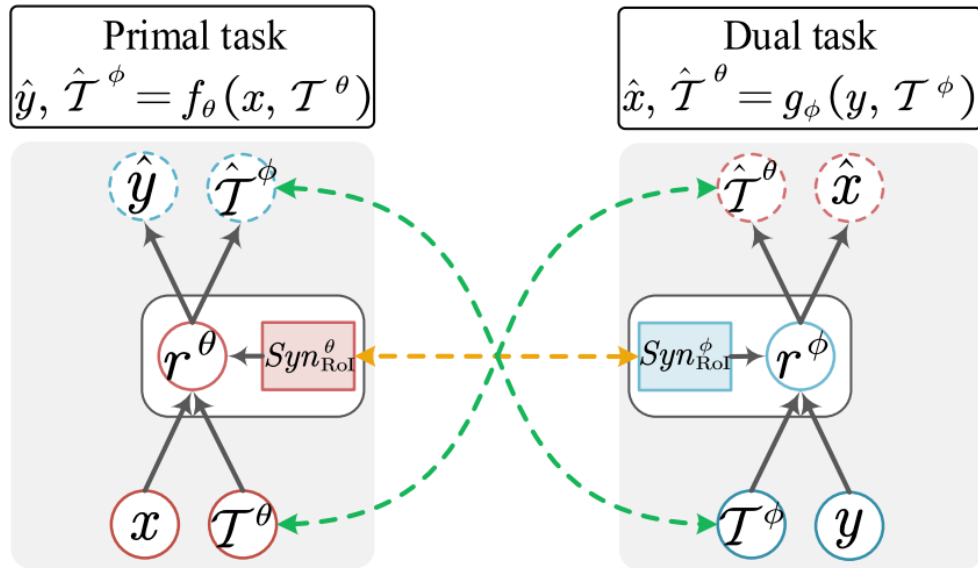 Primal task
ŷ, 𝒯̂^ϕ = f_θ(x, 𝒯^θ)
Dual task
x̂, 𝒯̂^θ = g_ϕ(y, 𝒯^ϕ)
ŷ 𝒯̂^ϕ 𝒯̂^θ x̂
r^θ Syn^θ_RoI Syn^ϕ_RoI r^ϕ
x 𝒯^θ 𝒯^ϕ y